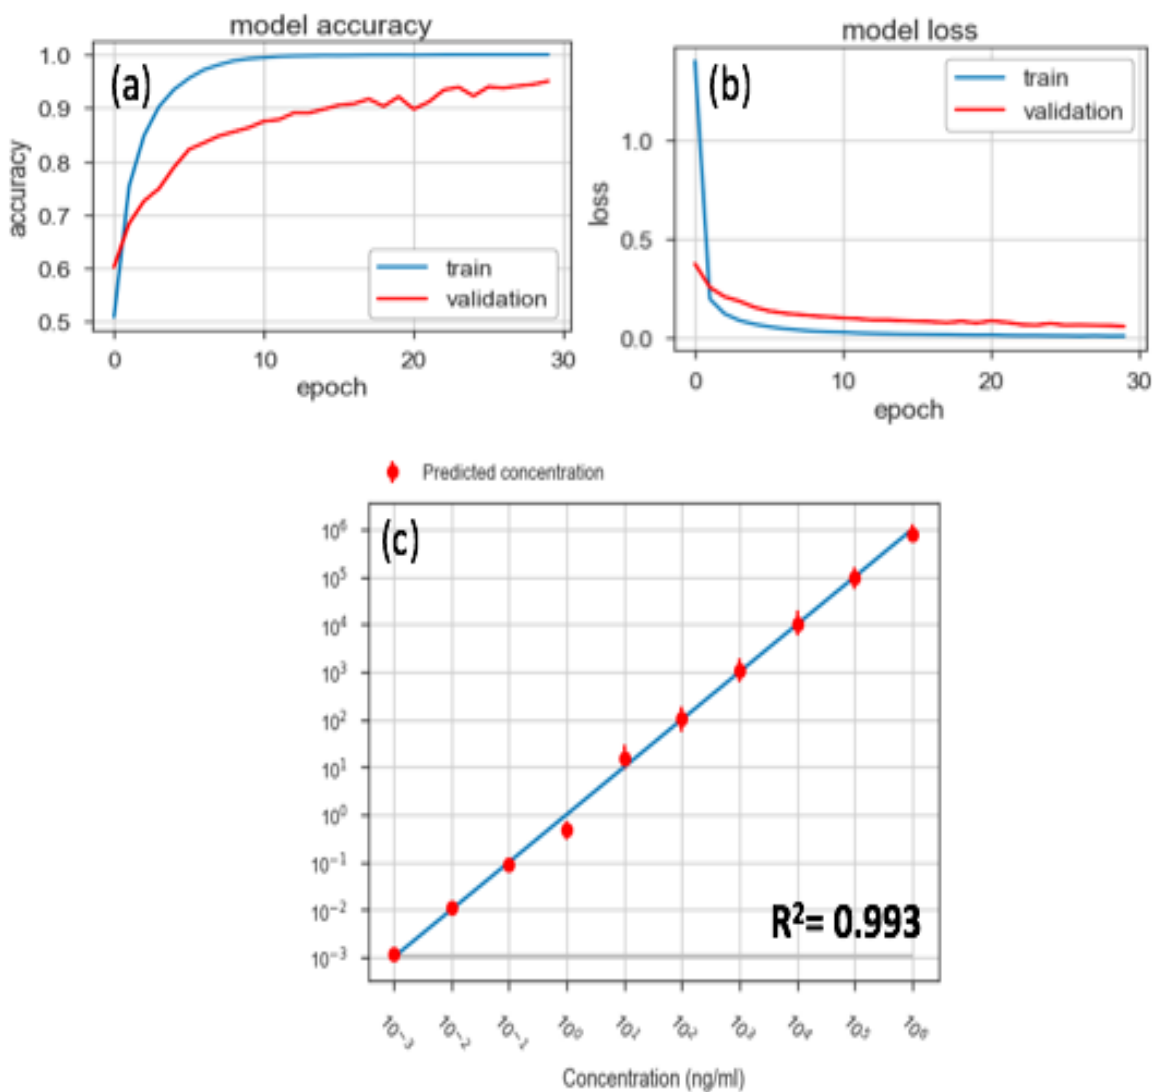 model accuracy
(a)
1.0
0.9
0.8
0.7
0.6
0.5
accuracy
train
validation
0 10 20 30
epoch
model loss
(b)
train
validation
1.0
0.5
0.0
loss
0 10 20 30
epoch
Predicted concentration
(c)
10⁶
10⁵
10⁴
10³
10²
10¹
10⁰
10⁻¹
10⁻²
10⁻³
R²= 0.993
10⁻³ 10⁻² 10⁻¹ 10⁰ 10¹ 10² 10³ 10⁴ 10⁵ 10⁶
Concentration (ng/ml)